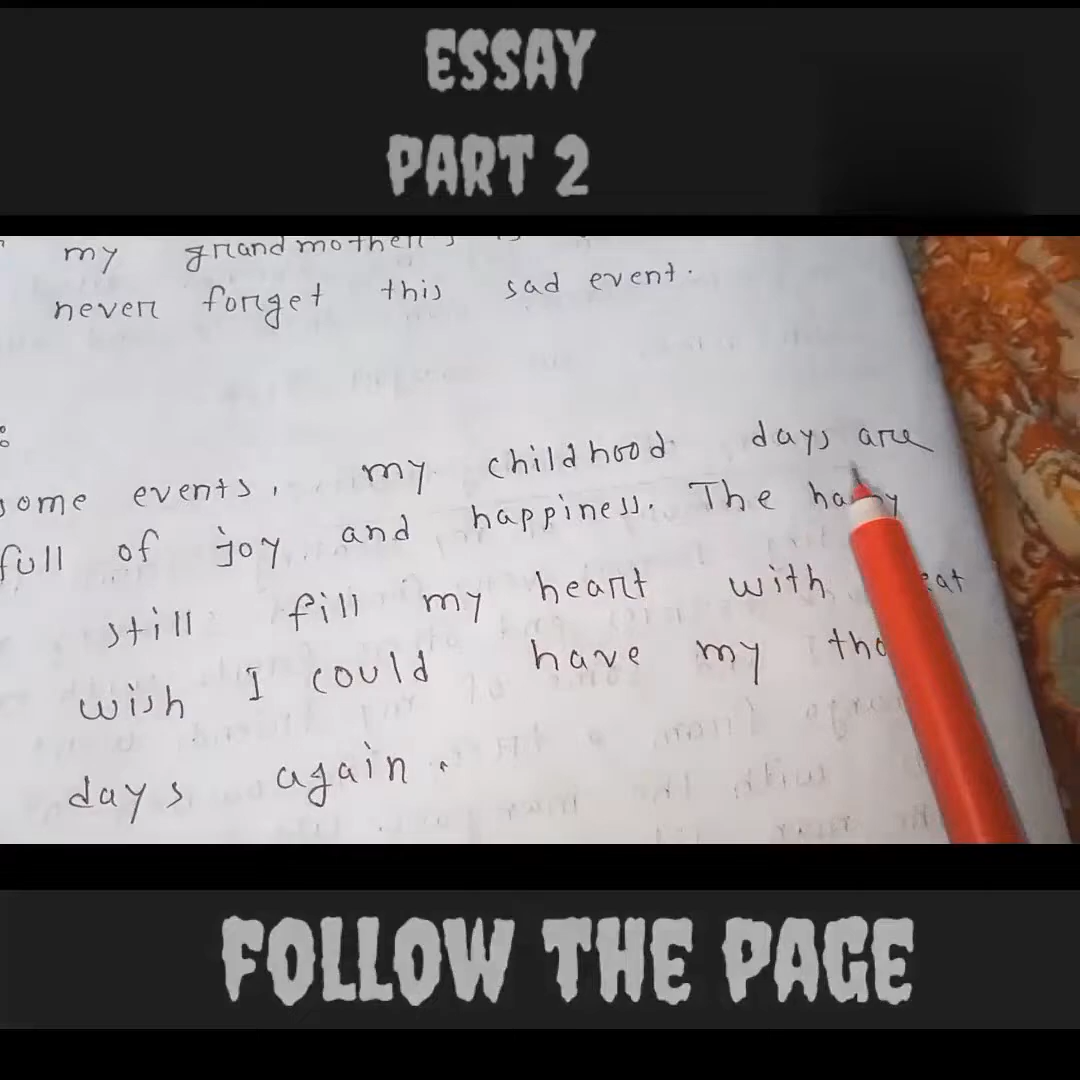 ESSAY
PART 2
my grandmother's
never forget this sad event.
some events, my childhood days are
full of joy and happiness. The
still fill my heart with
wish I could have my
days again.
FOLLOW THE PAGE